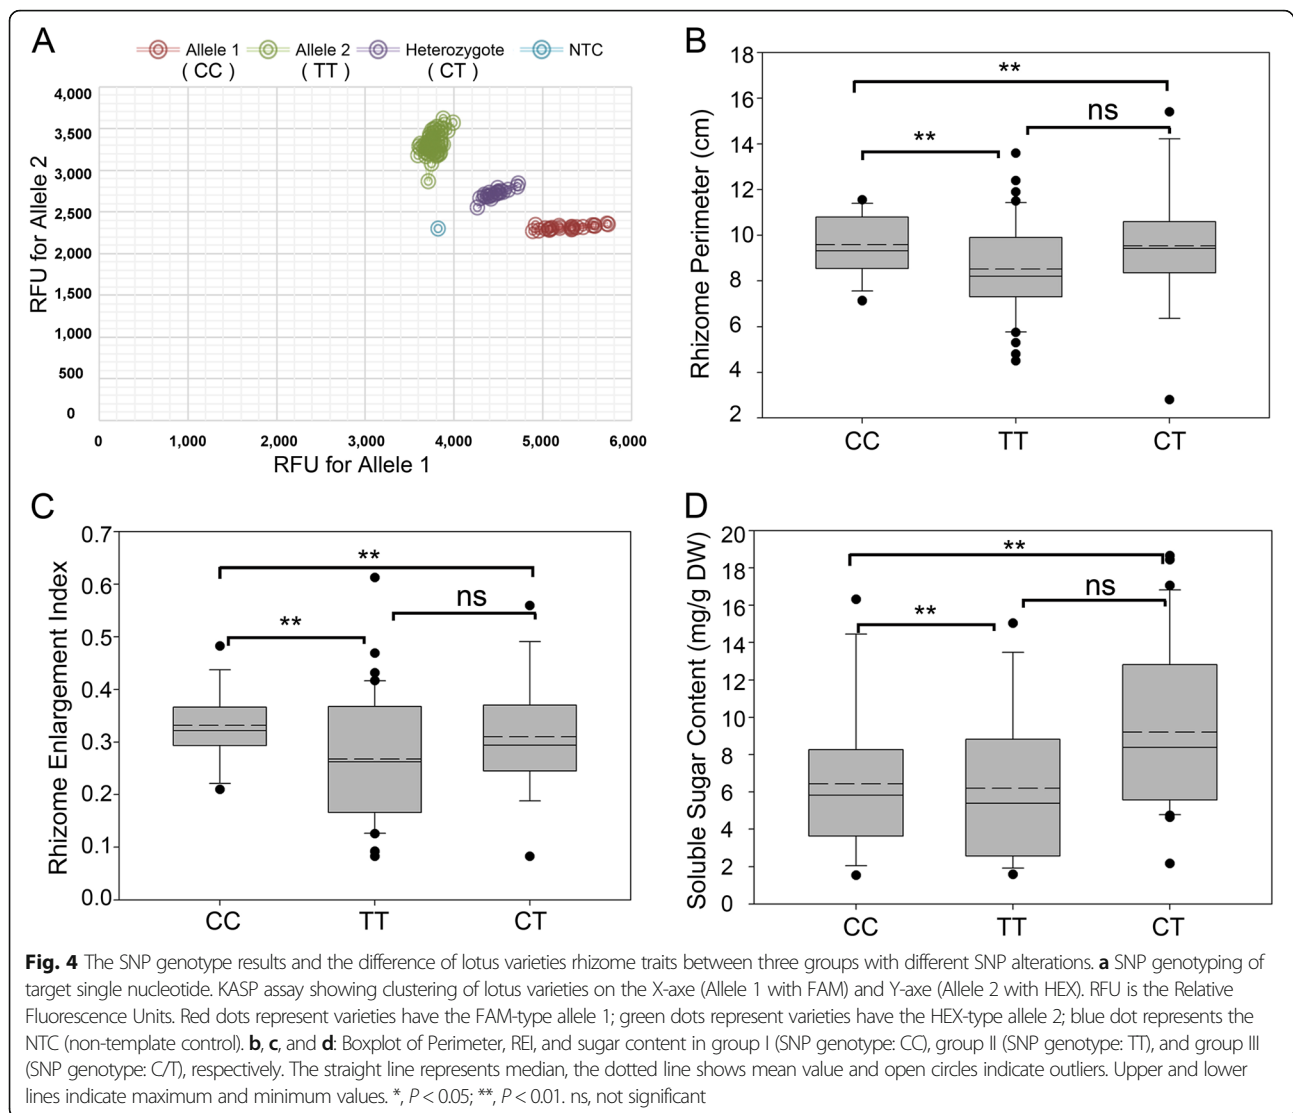 A
Allele 1 Allele 2 Heterozygote NTC
( CC ) ( TT ) ( CT )
4,000
3,500
3,000
2,500
2,000
1,500
1,000
500
0
RFU for Allele 2
0 1,000 2,000 3,000 4,000 5,000 6,000
RFU for Allele 1
B
18
16
14
12
10
8
6
4
2
Rhizome Perimeter (cm)
**
**
ns
CC TT CT
C
0.7
0.6
0.5
0.4
0.3
0.2
0.1
0.0
Rhizome Enlargement Index
**
**
ns
CC TT CT
D
20
18
16
14
12
10
8
6
4
2
0
Soluble Sugar Content (mg/g DW)
**
**
ns
CC TT CT
Fig. 4 The SNP genotype results and the difference of lotus varieties rhizome traits between three groups with different SNP alterations. a SNP genotyping of
target single nucleotide. KASP assay showing clustering of lotus varieties on the X-axe (Allele 1 with FAM) and Y-axe (Allele 2 with HEX). RFU is the Relative
Fluorescence Units. Red dots represent varieties have the FAM-type allele 1; green dots represent varieties have the HEX-type allele 2; blue dot represents the
NTC (non-template control). b, c, and d: Boxplot of Perimeter, REI, and sugar content in group I (SNP genotype: CC), group II (SNP genotype: TT), and group III
(SNP genotype: C/T), respectively. The straight line represents median, the dotted line shows mean value and open circles indicate outliers. Upper and lower
lines indicate maximum and minimum values. *, P < 0.05; **, P < 0.01. ns, not significant